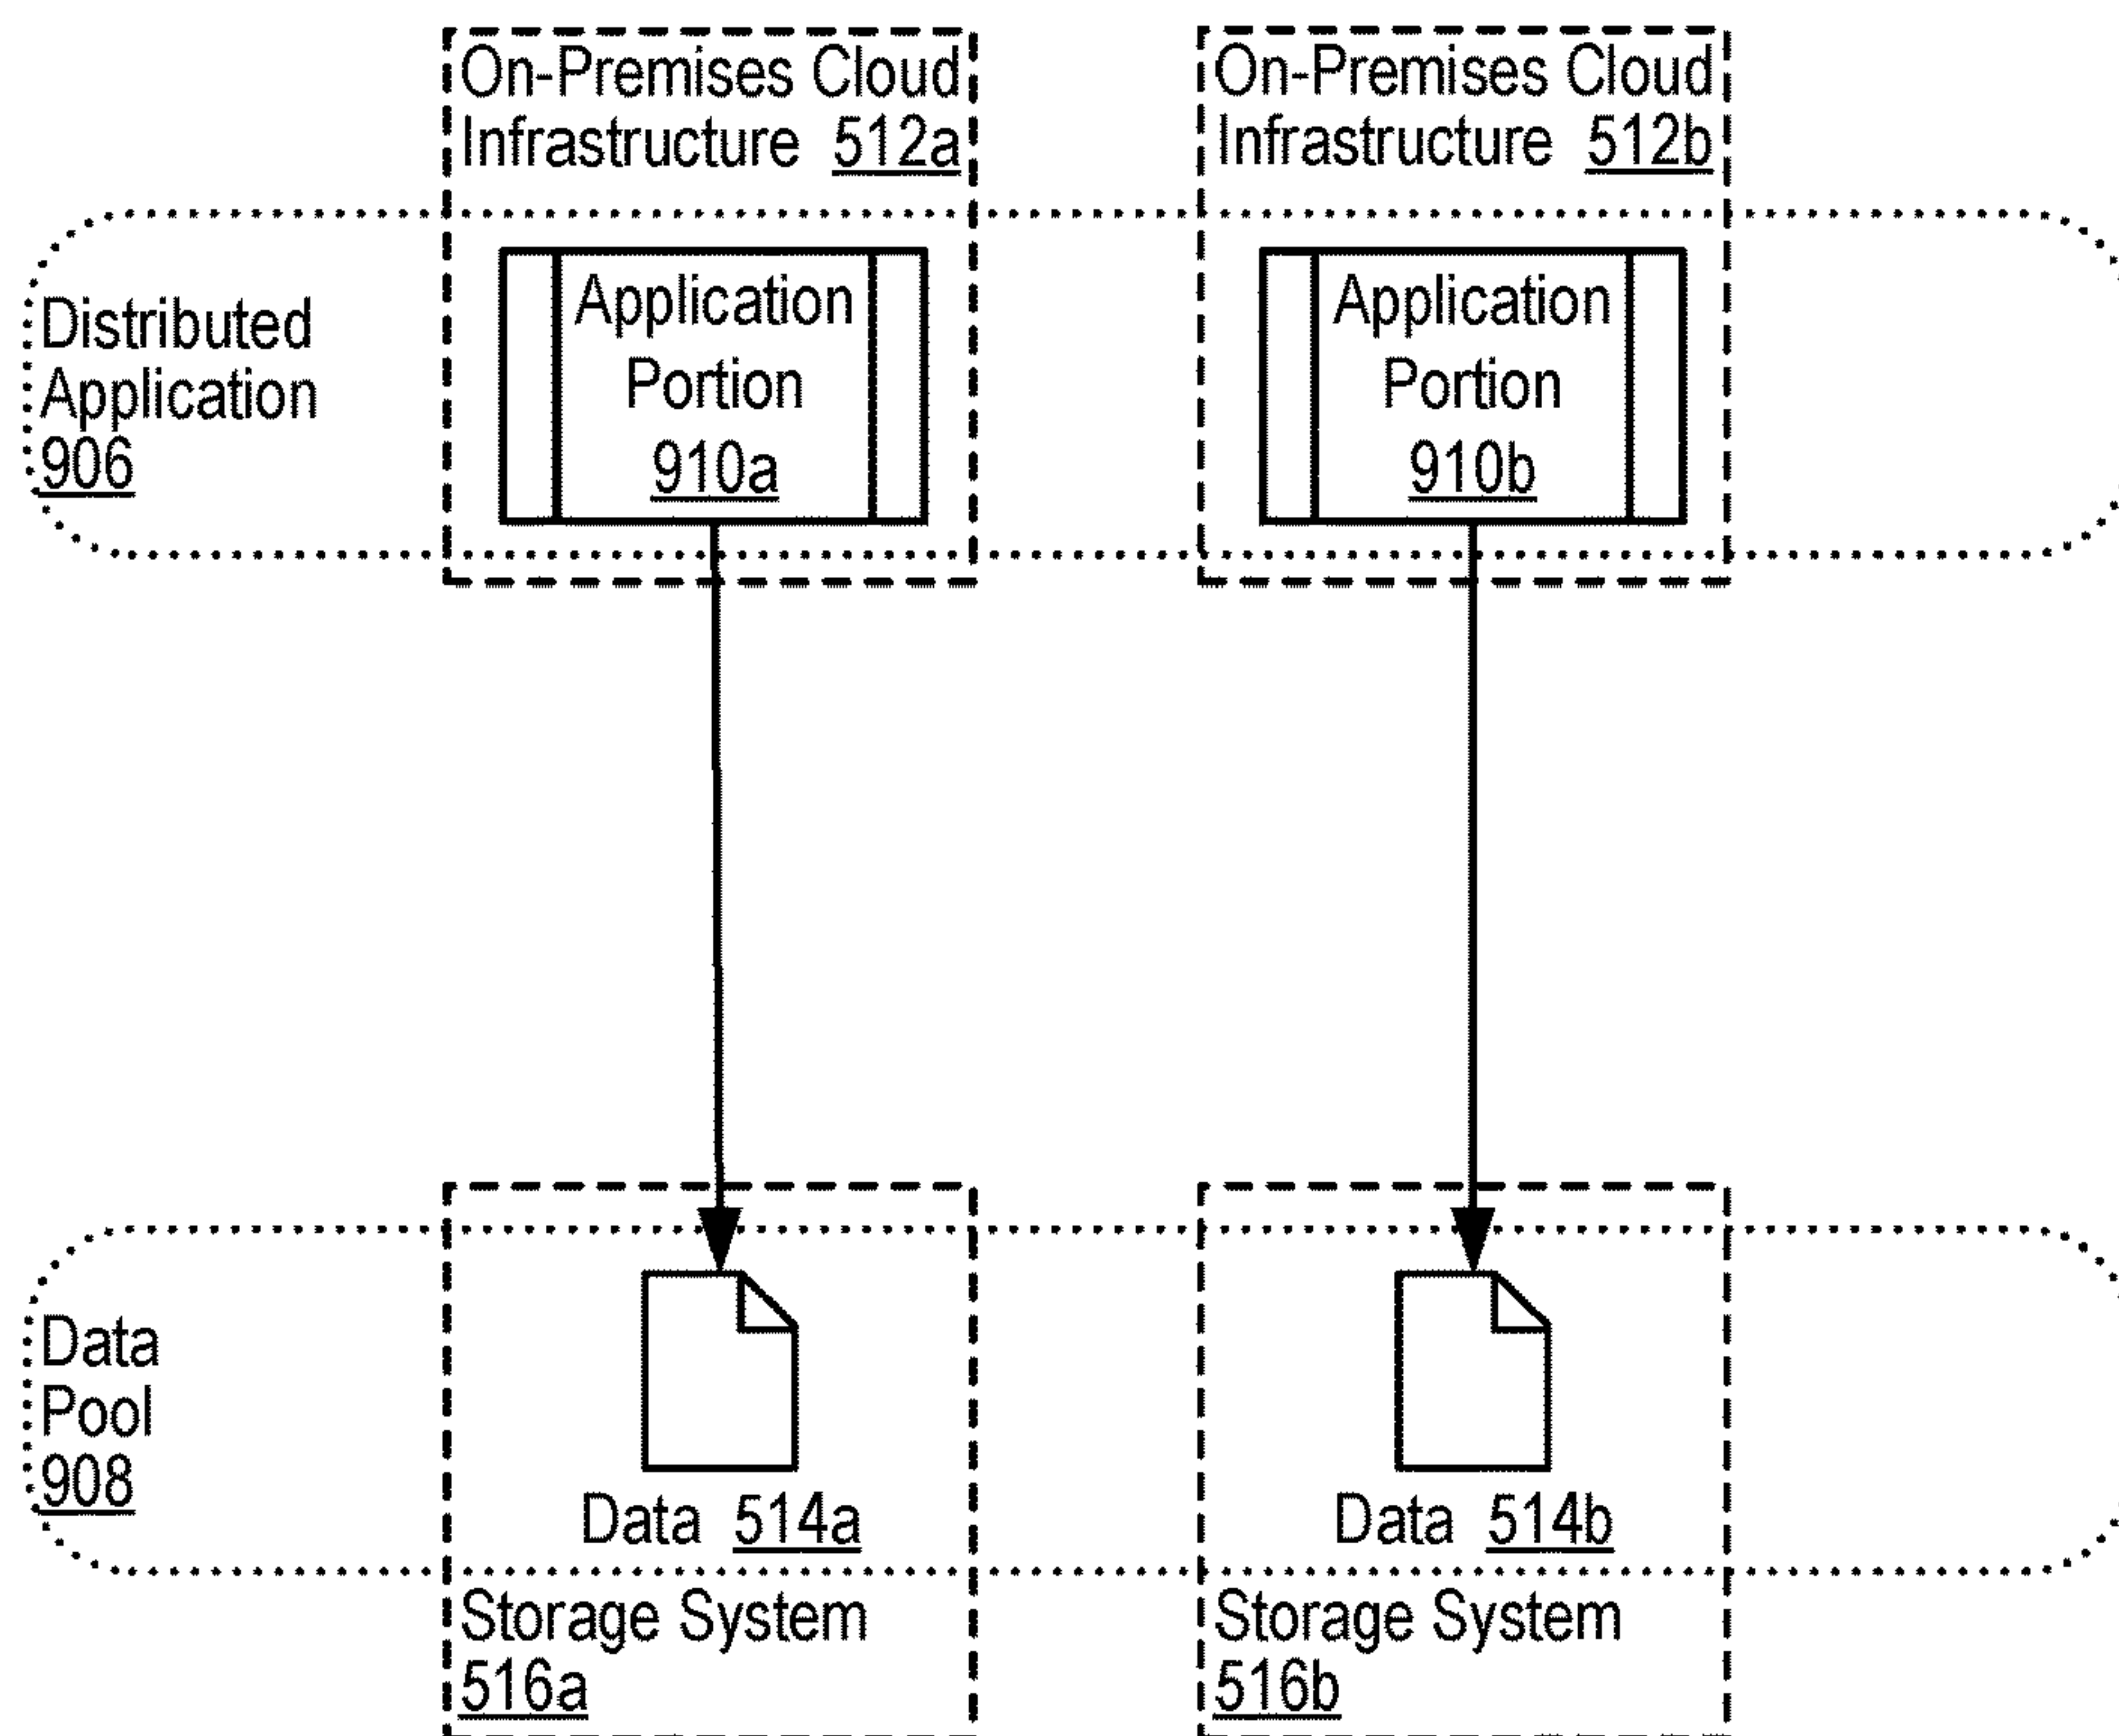 On-Premises Cloud
Infrastructure 512a
On-Premises Cloud
Infrastructure 512b
Distributed
Application
906
Application
Portion
910a
Application
Portion
910b
Data
Pool
908
Data 514a
Data 514b
Storage System
516a
Storage System
516b